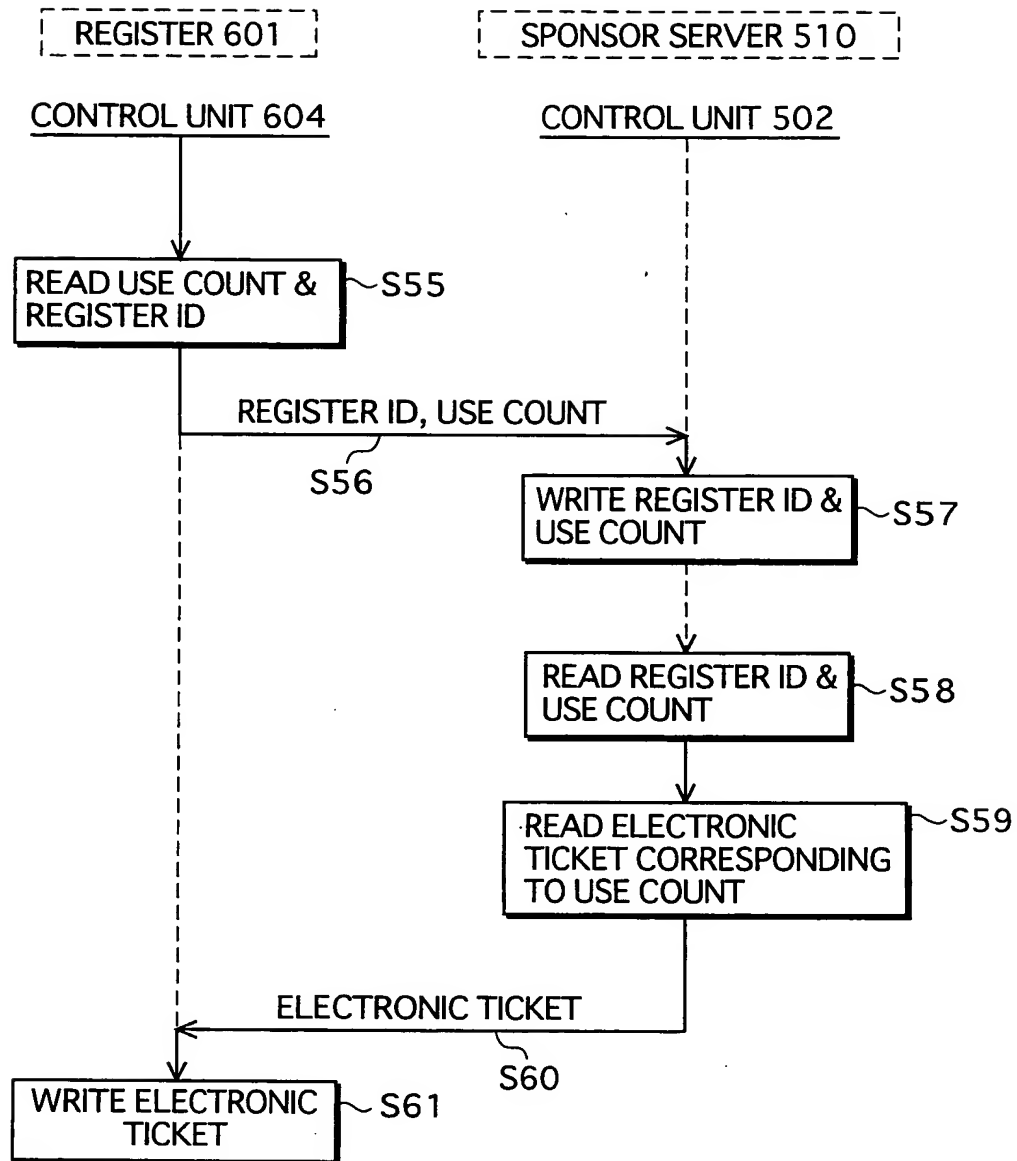 REGISTER 601
SPONSOR SERVER 510
CONTROL UNIT 604
CONTROL UNIT 502
READ USE COUNT &
REGISTER ID
S55
REGISTER ID, USE COUNT
S56
WRITE REGISTER ID &
USE COUNT
S57
READ REGISTER ID &
USE COUNT
S58
READ ELECTRONIC
TICKET CORRESPONDING
TO USE COUNT
S59
ELECTRONIC TICKET
S60
WRITE ELECTRONIC
TICKET
S61